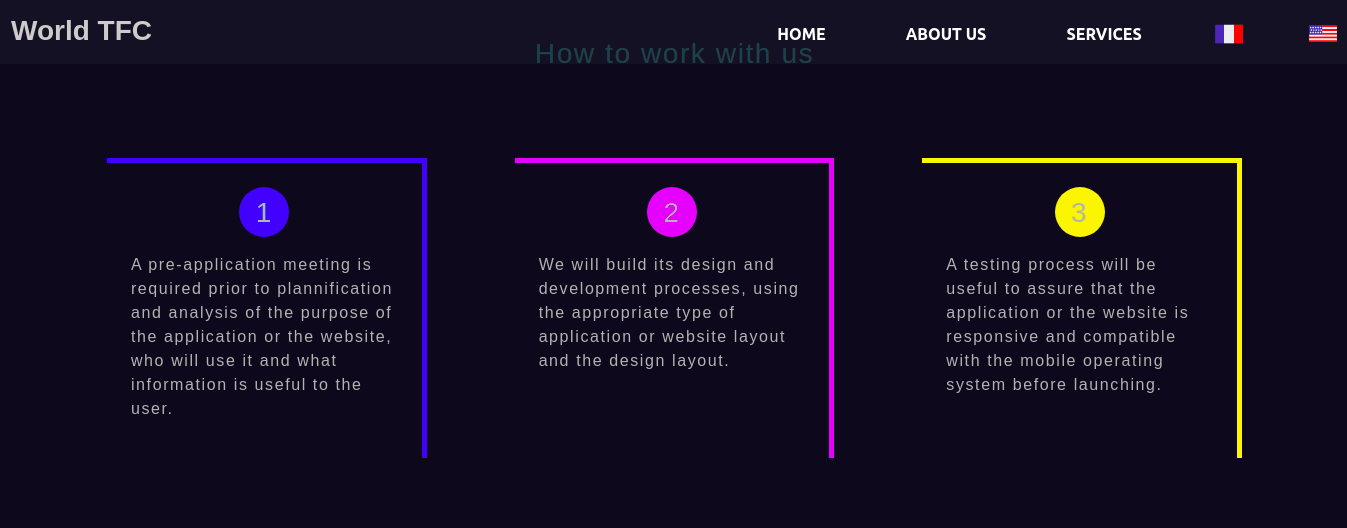 World TFC
HOME
ABOUT US
SERVICES
How to work with us
1
A pre-application meeting is
required prior to plannification
and analysis of the purpose of
the application or the website,
who will use it and what
information is useful to the
user.
2
We will build its design and
development processes, using
the appropriate type of
application or website layout
and the design layout.
3
A testing process will be
useful to assure that the
application or the website is
responsive and compatible
with the mobile operating
system before launching.